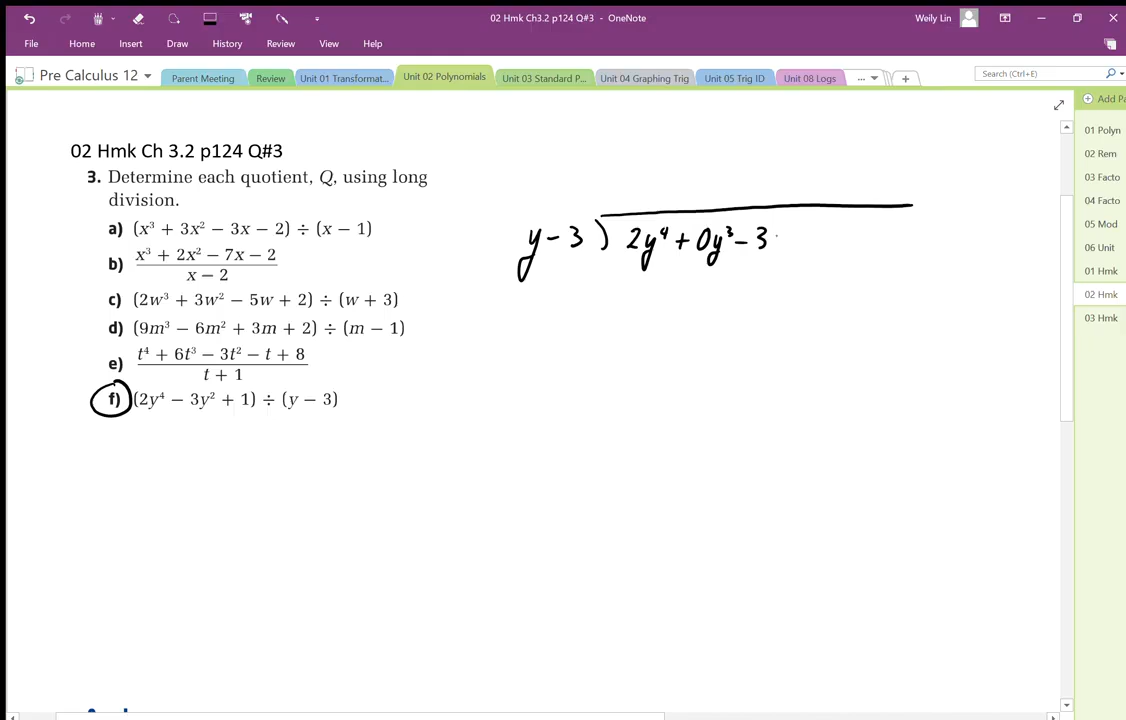 02 Hmk Ch3.2 p124 Q#3 - OneNote
Weily Lin
File Home Insert Draw History Review View Help
Pre Calculus 12
Parent Meeting
Review
Unit 01 Transformat...
Unit 02 Polynomials
Unit 03 Standard P...
Unit 04 Graphing Trig
Unit 05 Trig ID
Unit 08 Logs
...
+
Search (Ctrl+E)
Add Pa
01 Polyn
02 Rem
03 Facto
04 Facto
05 Mod
06 Unit
01 Hmk
02 Hmk
03 Hmk
02 Hmk Ch 3.2 p124 Q#3
3. Determine each quotient, Q, using long
division.
a) (x³ + 3x² − 3x − 2) ÷ (x − 1)
b) x³ + 2x² − 7x − 2
x − 2
c) (2w³ + 3w² − 5w + 2) ÷ (w + 3)
d) (9m³ − 6m² + 3m + 2) ÷ (m − 1)
e) t⁴ + 6t³ − 3t² − t + 8
t + 1
f) (2y⁴ − 3y² + 1) ÷ (y − 3)
y − 3 ) 2y⁴ + 0y³ − 3